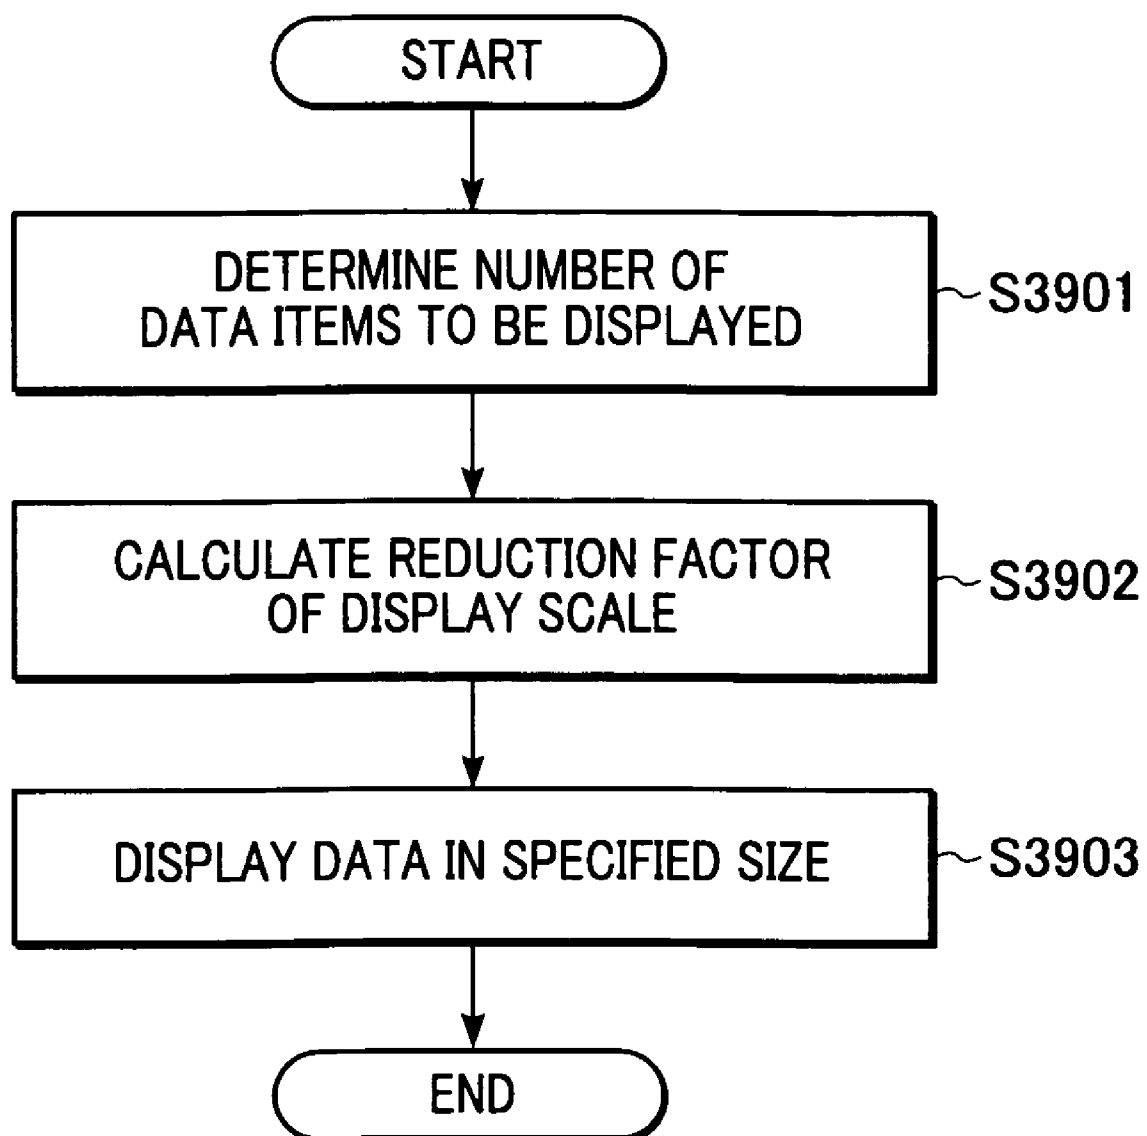 START
DETERMINE NUMBER OF
DATA ITEMS TO BE DISPLAYED
S3901
CALCULATE REDUCTION FACTOR
OF DISPLAY SCALE
S3902
DISPLAY DATA IN SPECIFIED SIZE
S3903
END